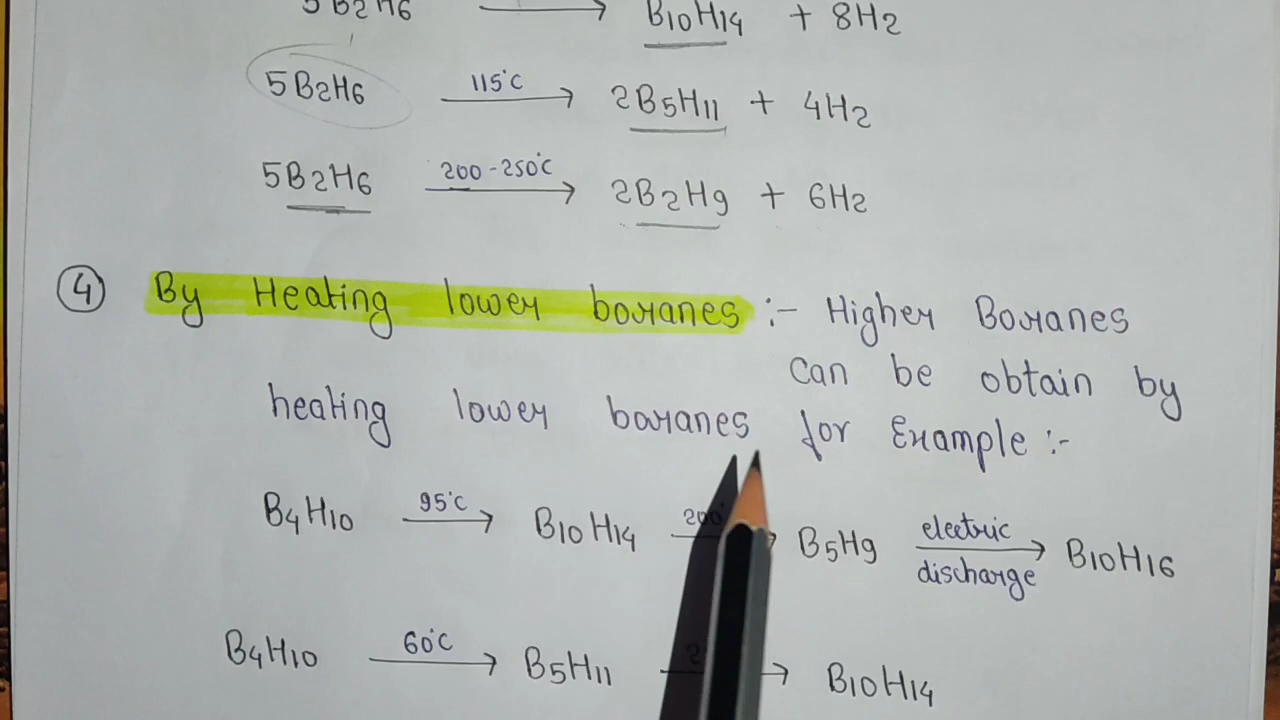 5B2H6 → B10H14 + 8H2
5B2H6 115°C → 2B5H11 + 4H2
5B2H6 200-250°C → 2B2H9 + 6H2
4 By Heating lower boranes :- Higher Boranes
can be obtain by
heating lower boranes for Example :-
B4H10 95°C → B10H14 200 → B5H9 electric discharge → B10H16
B4H10 60°C → B5H11 → B10H14